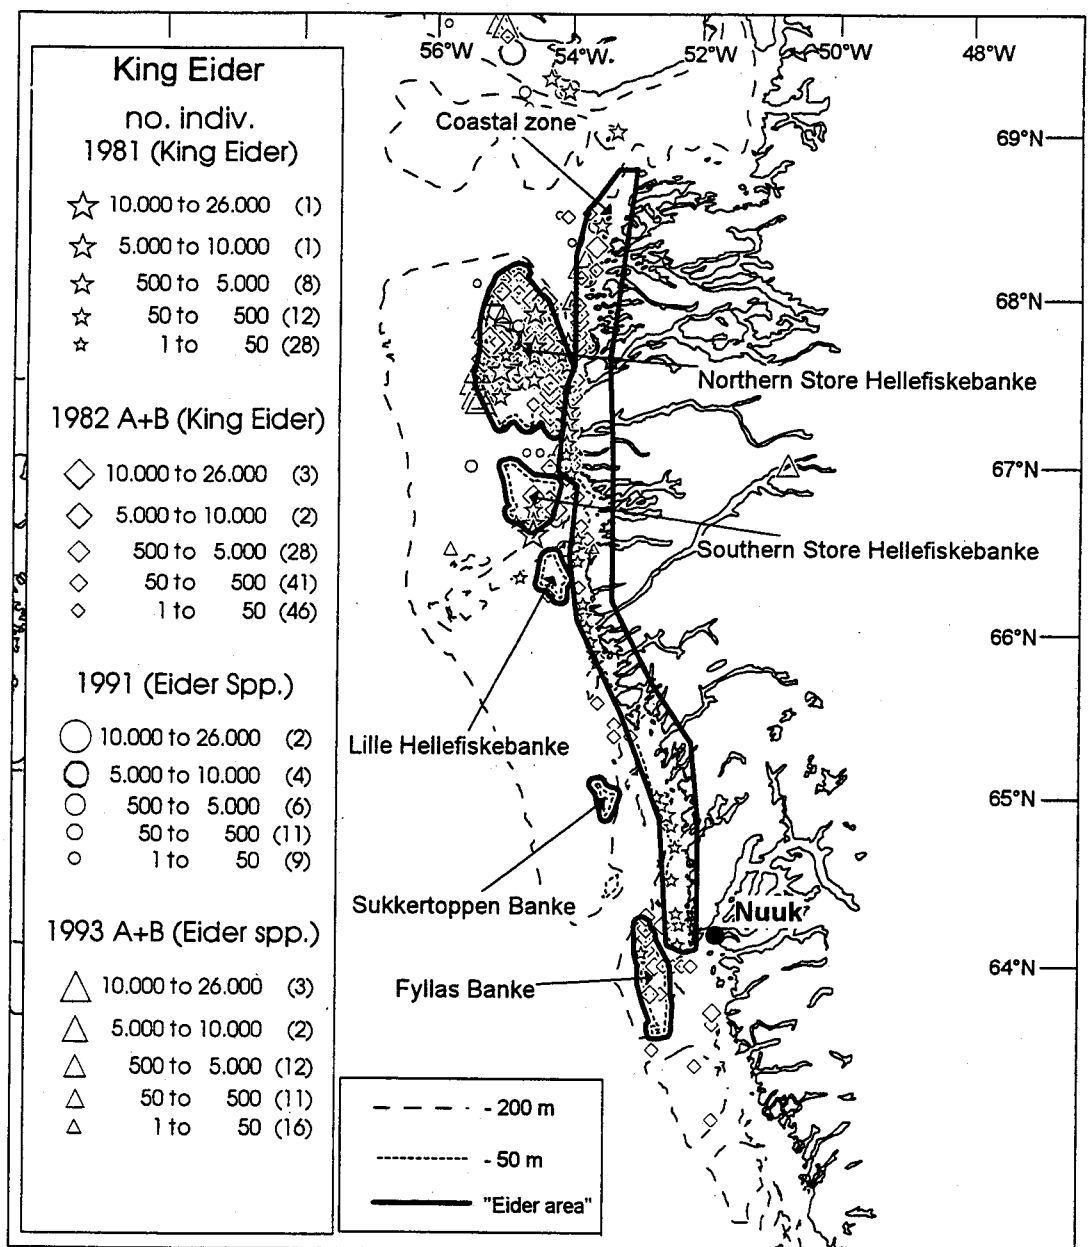 King Eider
no. indiv.
1981 (King Eider)
10.000 to 26.000 (1)
5.000 to 10.000 (1)
500 to 5.000 (8)
50 to 500 (12)
1 to 50 (28)
1982 A+B (King Eider)
10.000 to 26.000 (3)
5.000 to 10.000 (2)
500 to 5.000 (28)
50 to 500 (41)
1 to 50 (46)
1991 (Eider Spp.)
10.000 to 26.000 (2)
5.000 to 10.000 (4)
500 to 5.000 (6)
50 to 500 (11)
1 to 50 (9)
1993 A+B (Eider spp.)
10.000 to 26.000 (3)
5.000 to 10.000 (2)
500 to 5.000 (12)
50 to 500 (11)
1 to 50 (16)
56°W 54°W 52°W 50°W 48°W
Coastal zone
69°N
68°N
Northern Store Hellefiskebanke
67°N
Southern Store Hellefiskebanke
66°N
Lille Hellefiskebanke
65°N
Sukkertoppen Banke
Nuuk
64°N
Fyllas Banke
- 200 m
- 50 m
"Eider area"